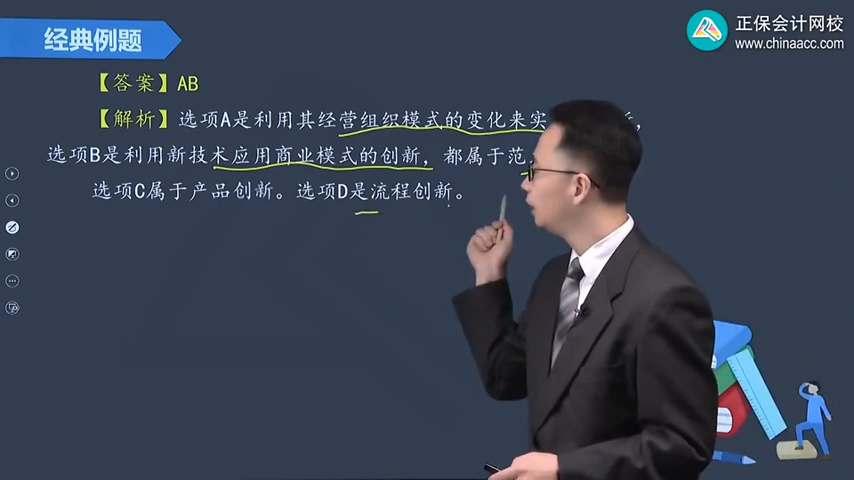 经典例题
正保会计网校
www.chinaacc.com
【答案】AB
【解析】选项A是利用其经营组织模式的变化来实
选项B是利用新技术应用商业模式的创新，都属于范
选项C属于产品创新。选项D是流程创新。